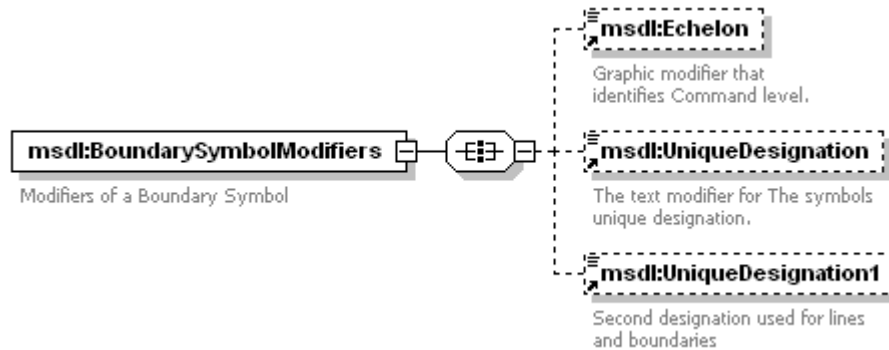 msdl:Echelon
Graphic modifier that
identifies Command level.
msdl:BoundarySymbolModifiers
Modifiers of a Boundary Symbol
msdl:UniqueDesignation
The text modifier for The symbols
unique designation.
msdl:UniqueDesignation1
Second designation used for lines
and boundaries